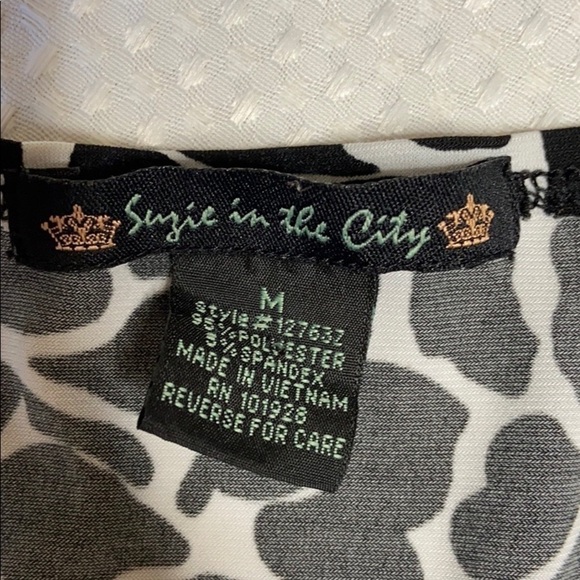 Suzie in the City
M
Style# 127637
95% POLYESTER
5% SPANDEX
MADE IN VIETNAM
RN 101928
REVERSE FOR CARE